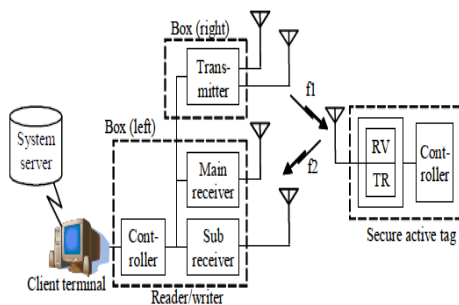 Box (right)
Trans-
mitter
f1
System
server
Box (left)
RV
TR
Cont-
roller
f2
Main
receiver
Cont-
roller
Sub
receiver
Secure active tag
Client terminal
Reader/writer